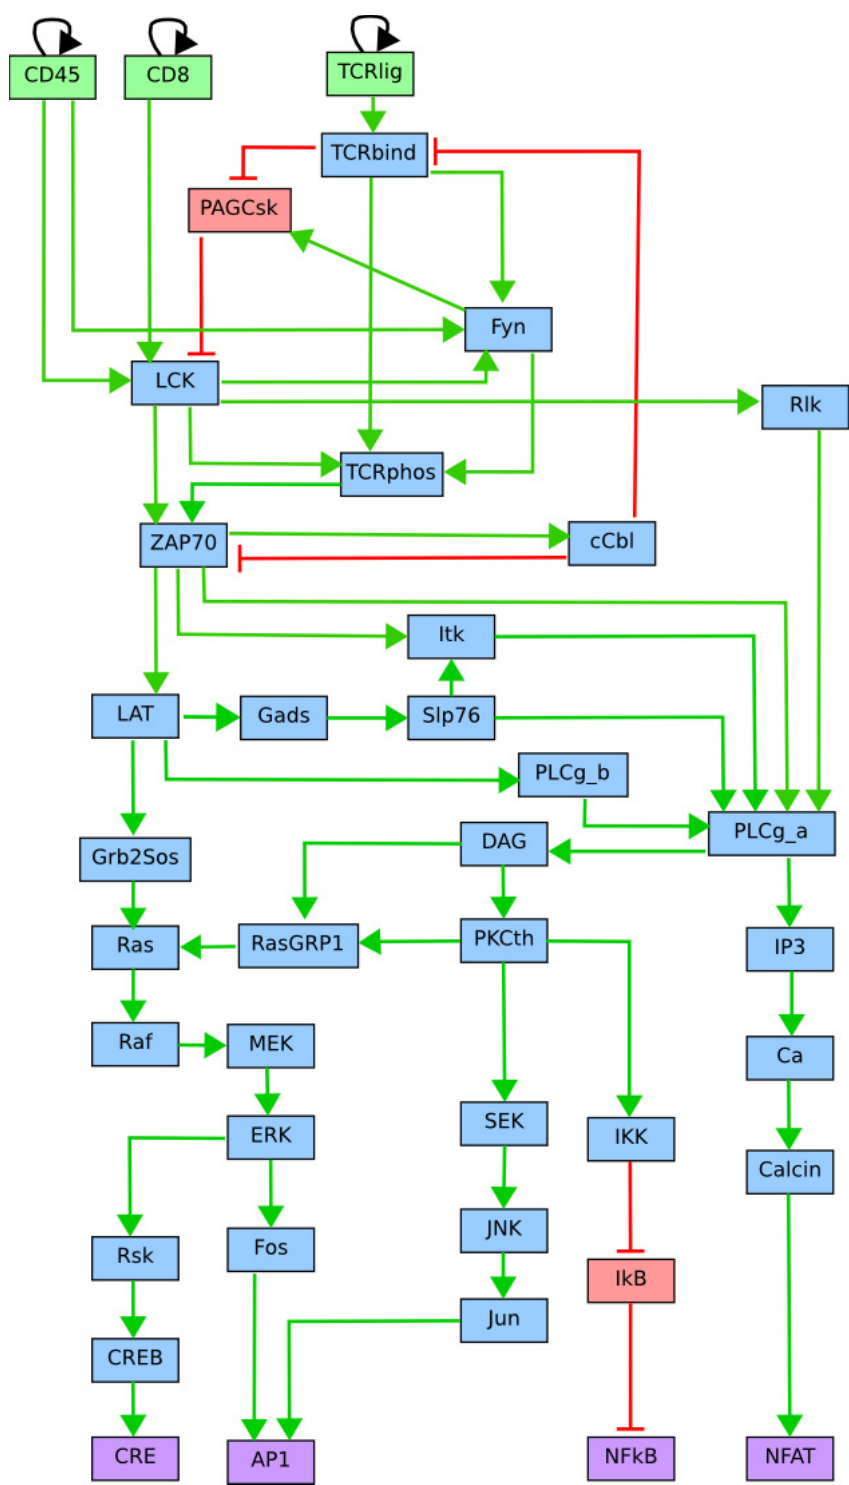 CD45
CD8
TCRlig
TCRbind
PAGCsk
Fyn
LCK
Rlk
TCRphos
ZAP70
cCbl
Itk
LAT
Gads
Slp76
PLCg_b
PLCg_a
DAG
Grb2Sos
Ras
RasGRP1
PKCth
IP3
Raf
MEK
Ca
ERK
SEK
IKK
Calcin
Rsk
Fos
JNK
IkB
Jun
CREB
CRE
AP1
NFkB
NFAT